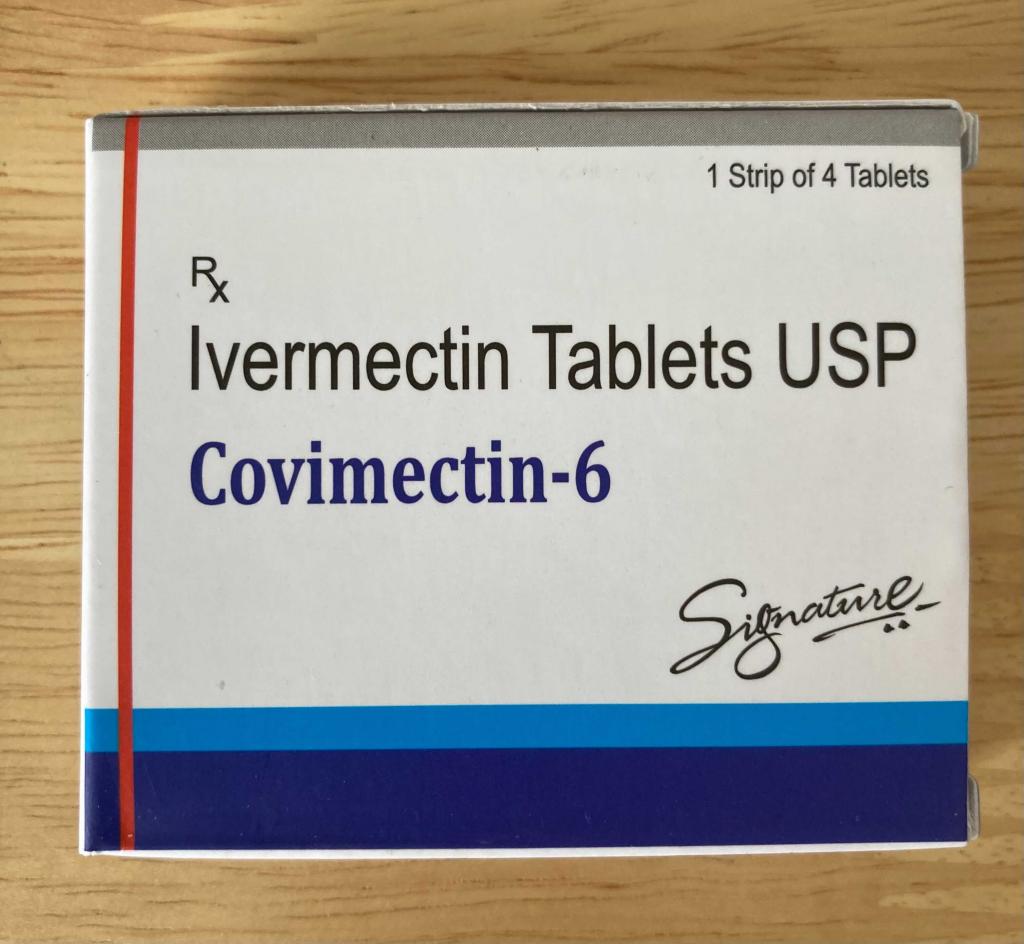 1 Strip of 4 Tablets
Rx
Ivermectin Tablets USP
Covimectin-6
Signature